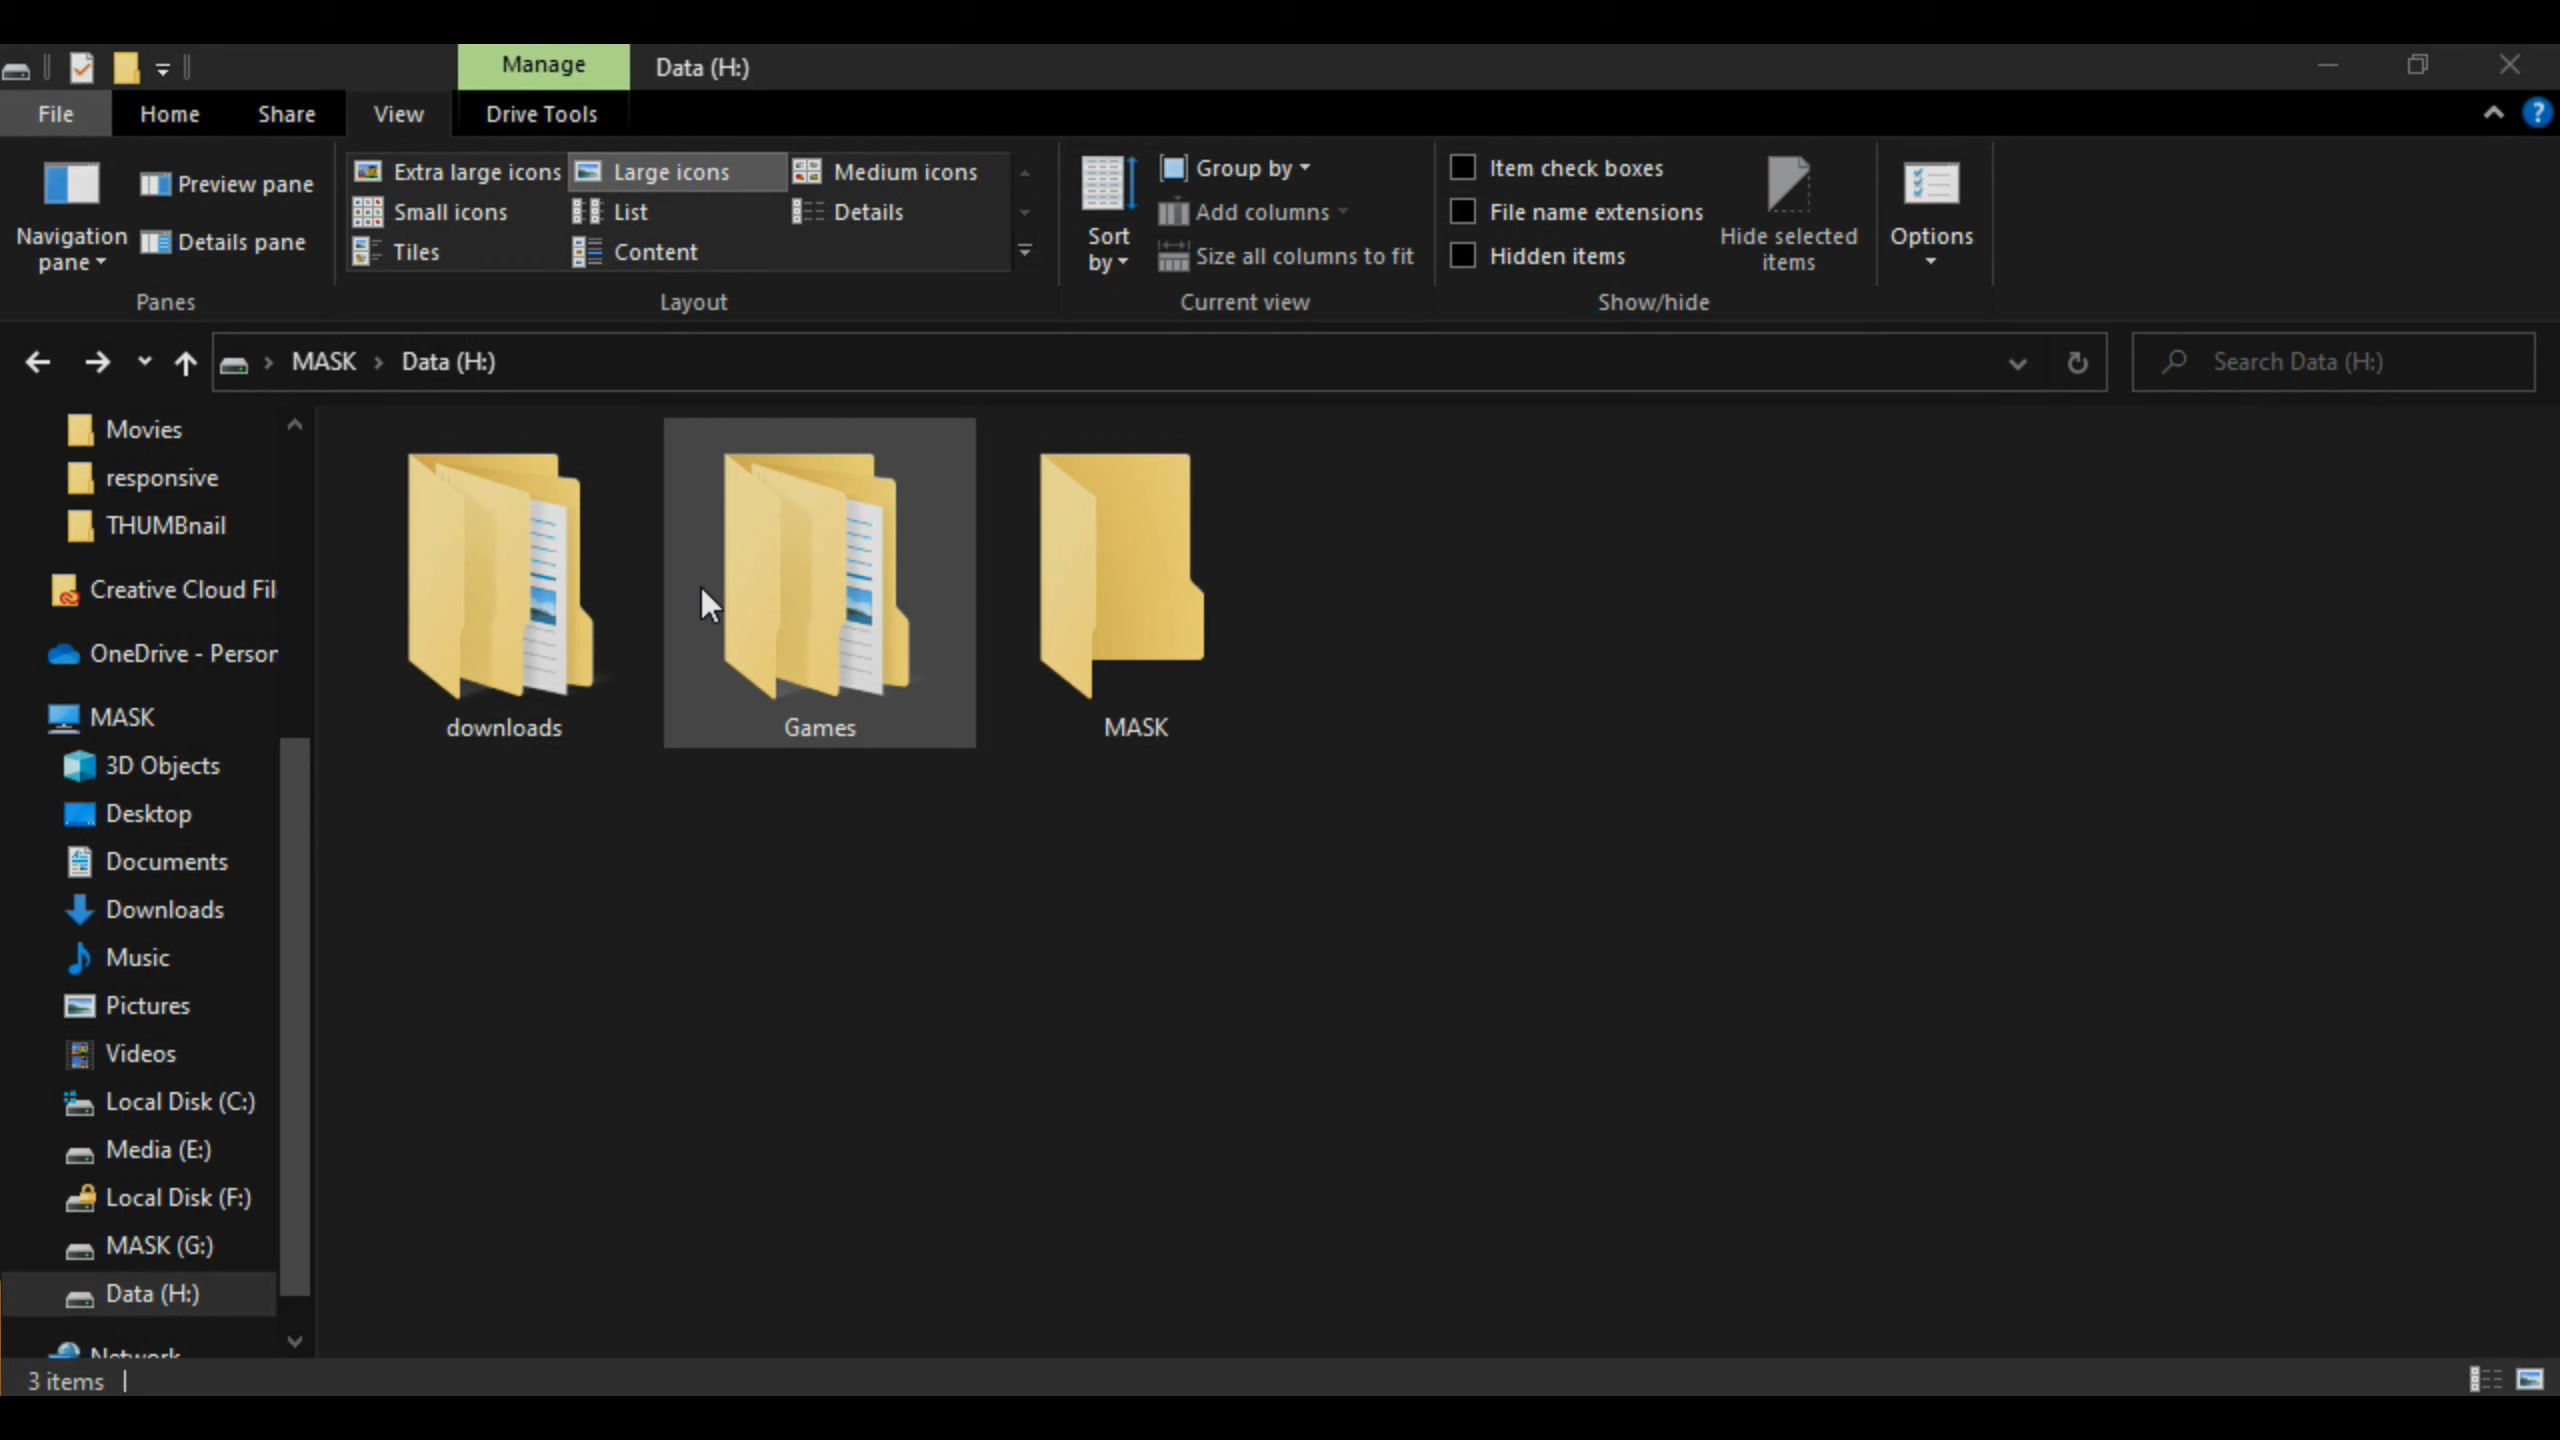 Manage
Data (H:)
File
Home
Share
View
Drive Tools
?
Navigation
pane
Preview pane
Details pane
Panes
Extra large icons
Large icons
Medium icons
Small icons
List
Details
Tiles
Content
Layout
Sort
by
Group by
Add columns
Size all columns to fit
Current view
Item check boxes
File name extensions
Hidden items
Hide selected
items
Show/hide
Options
MASK
Data (H:)
Search Data (H:)
Movies
responsive
THUMBnail
Creative Cloud Fil
OneDrive - Person
MASK
3D Objects
Desktop
Documents
Downloads
Music
Pictures
Videos
Local Disk (C:)
Media (E:)
Local Disk (F:)
MASK (G:)
Data (H:)
Network
downloads
Games
MASK
3 items